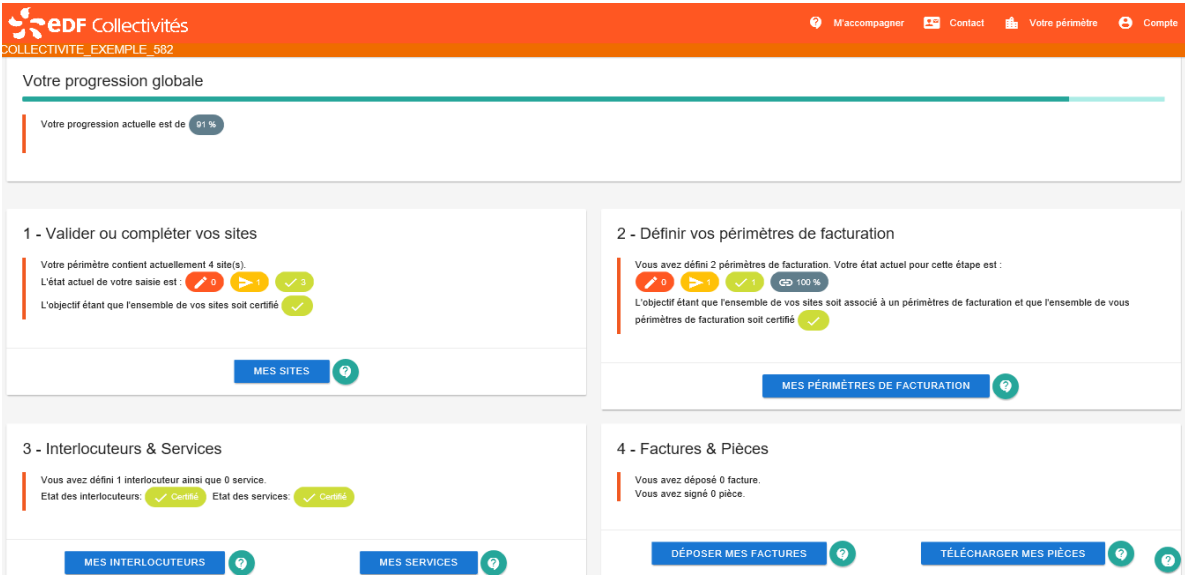 eDF Collectivités
M'accompagner
Contact
Votre périmètre
Compte
COLLECTIVITE_EXEMPLE_582
Votre progression globale
Votre progression actuelle est de 91 %
1 - Valider ou compléter vos sites
Votre périmètre contient actuellement 4 site(s).
L'état actuel de votre saisie est : 0 1 3
L'objectif étant que l'ensemble de vos sites soit certifié
MES SITES
2 - Définir vos périmètres de facturation
Vous avez défini 2 périmètres de facturation. Votre état actuel pour cette étape est :
0 1 1 100 %
L'objectif étant que l'ensemble de vos sites soit associé à un périmètres de facturation et que l'ensemble de vous
périmètres de facturation soit certifié
MES PÉRIMÈTRES DE FACTURATION
3 - Interlocuteurs & Services
Vous avez défini 1 interlocuteur ainsi que 0 service.
Etat des interlocuteurs: Certifié Etat des services: Certifié
MES INTERLOCUTEURS
MES SERVICES
4 - Factures & Pièces
Vous avez déposé 0 facture.
Vous avez signé 0 pièce.
DÉPOSER MES FACTURES
TÉLÉCHARGER MES PIÈCES